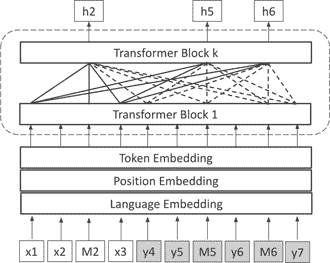 h2 h5 h6
Transformer Block k
Transformer Block 1
Token Embedding
Position Embedding
Language Embedding
x1 x2 M2 x3 y4 y5 M5 y6 M6 y7